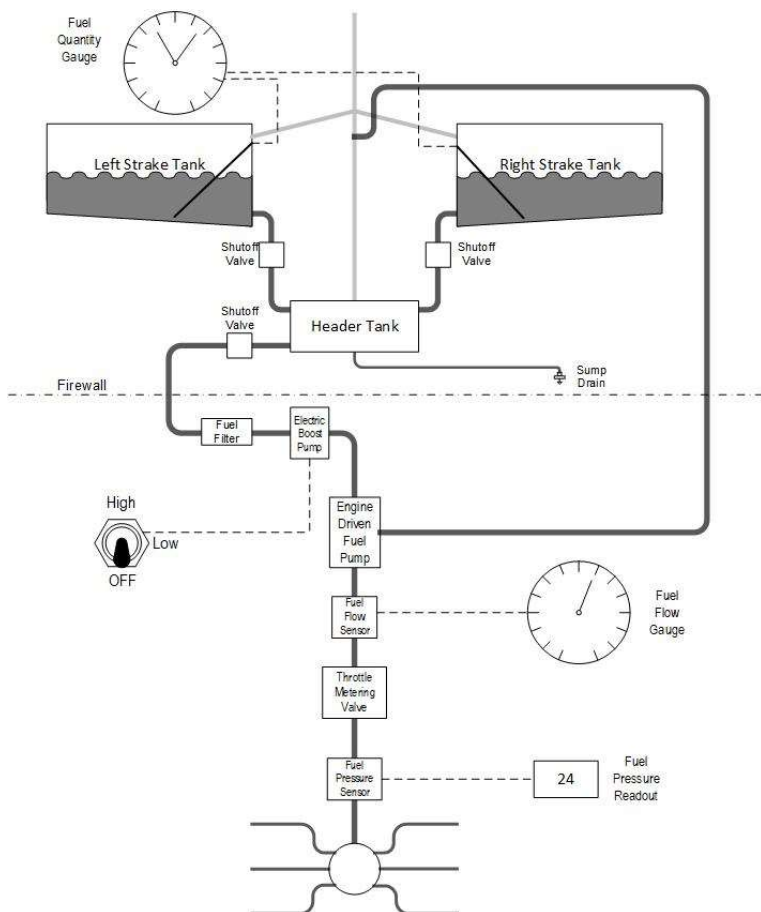 Fuel
Quantity
Gauge
Left Strake Tank
Right Strake Tank
Shutoff
Valve
Shutoff
Valve
Shutoff
Valve
Header Tank
Sump
Drain
Firewall
Fuel
Filter
Electric
Boost
Pump
High
Low
OFF
Engine
Driven
Fuel
Pump
Fuel
Flow
Sensor
Fuel
Flow
Gauge
Throttle
Metering
Valve
Fuel
Pressure
Sensor
24
Fuel
Pressure
Readout